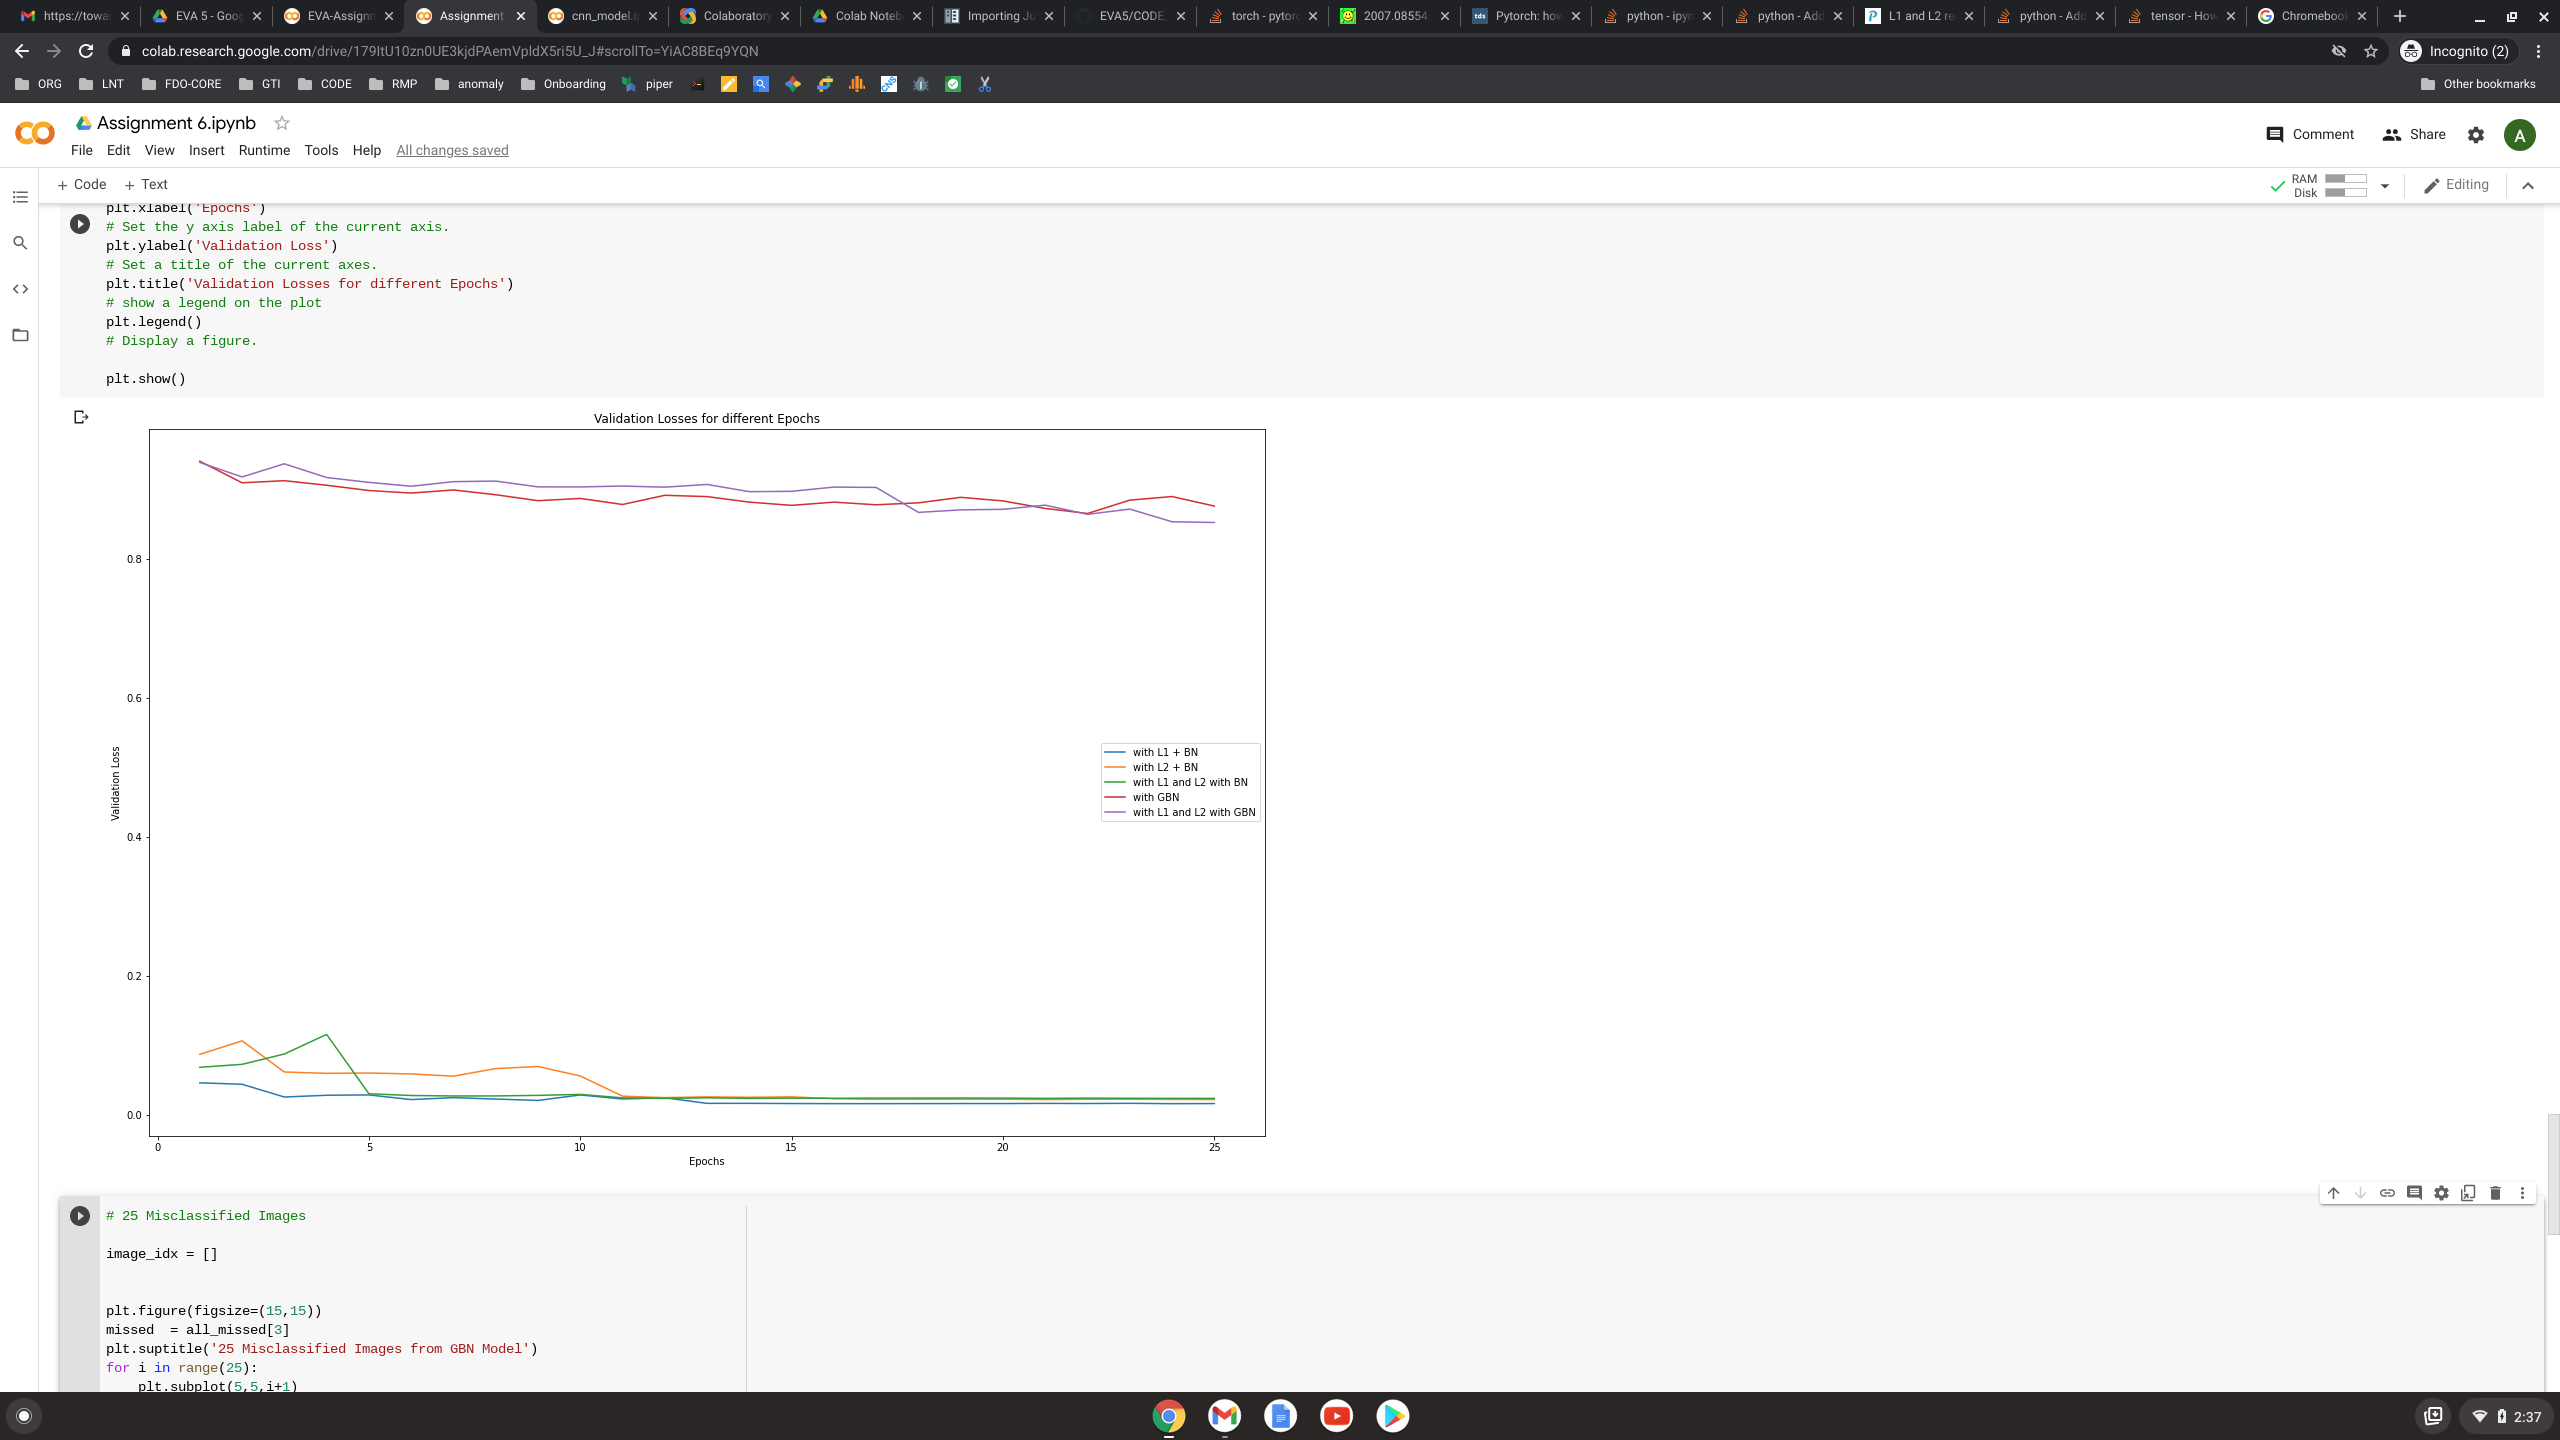 https://towar
EVA 5 - Goog
EVA-Assignm
Assignment
cnn_model.i
Colaboratory
Colab Noteb
Importing Ju
EVA5/CODE_
torch - pytorc
2007.08554.
Pytorch: how
python - ipyn
python - Add
L1 and L2 re
python - Add
tensor - How
Chromebook
colab.research.google.com/drive/179ItU10zn0UE3kjdPAemVpldX5ri5U_J#scrollTo=YiAC8BEq9YQN
Incognito (2)
ORG LNT FDO-CORE GTI CODE RMP anomaly Onboarding piper Other bookmarks
Assignment 6.ipynb
Comment Share A
File Edit View Insert Runtime Tools Help All changes saved
+ Code + Text
RAM
Disk
Editing
plt.xlabel('Epochs')
# Set the y axis label of the current axis.
plt.ylabel('Validation Loss')
# Set a title of the current axes.
plt.title('Validation Losses for different Epochs')
# show a legend on the plot
plt.legend()
# Display a figure.
plt.show()
Validation Losses for different Epochs
0.8
0.6
0.4
0.2
0.0
Validation Loss
with L1 + BN
with L2 + BN
with L1 and L2 with BN
with GBN
with L1 and L2 with GBN
0 5 10 15 20 25
Epochs
# 25 Misclassified Images
image_idx = []
plt.figure(figsize=(15,15))
missed  = all_missed[3]
plt.suptitle('25 Misclassified Images from GBN Model')
for i in range(25):
    plt.subplot(5,5,i+1)
2:37